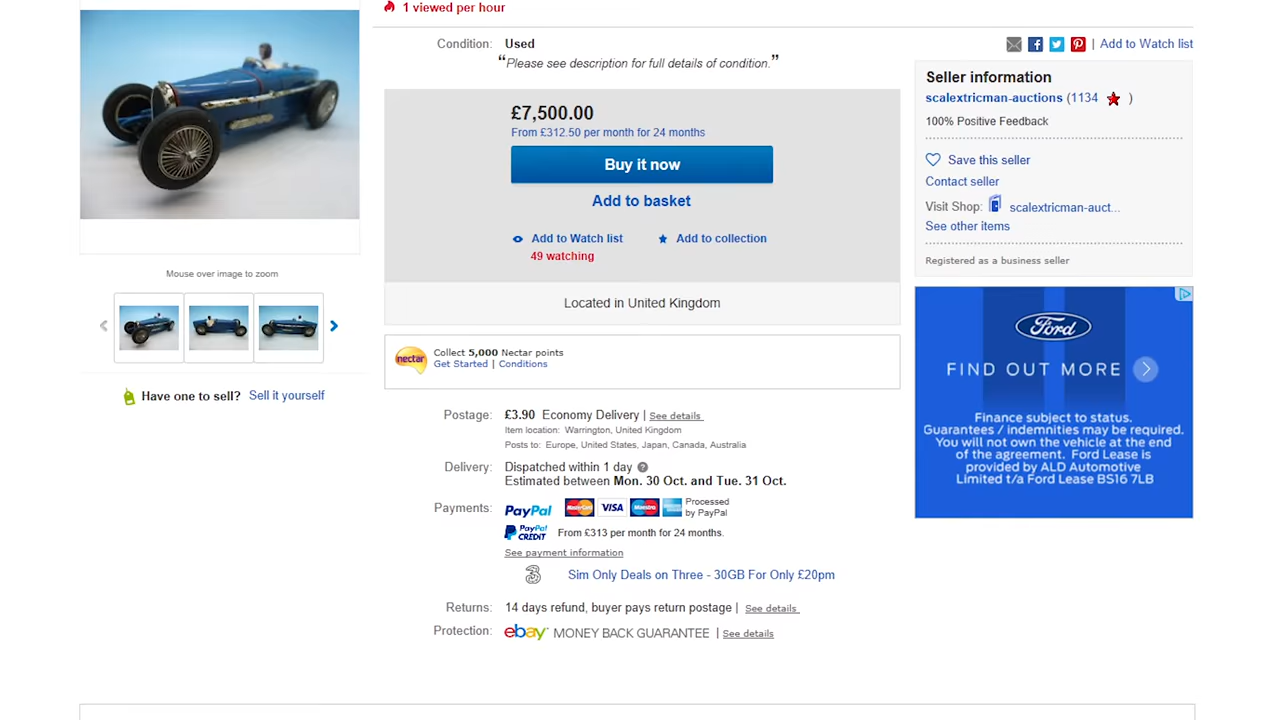 1 viewed per hour
Condition: Used
“Please see description for full details of condition.”
£7,500.00
From £312.50 per month for 24 months
Buy it now
Add to basket
Add to Watch list
Add to collection
49 watching
Located in United Kingdom
Mouse over image to zoom
Have one to sell? Sell it yourself
nectar
Collect 5,000 Nectar points
Get Started | Conditions
Postage: £3.90 Economy Delivery | See details
Item location: Warrington, United Kingdom
Posts to: Europe, United States, Japan, Canada, Australia
Delivery: Dispatched within 1 day ?
Estimated between Mon. 30 Oct. and Tue. 31 Oct.
Payments: PayPal MasterCard VISA Maestro Processed
by PayPal
PayPal CREDIT From £313 per month for 24 months.
See payment information
3 Sim Only Deals on Three - 30GB For Only £20pm
Returns: 14 days refund, buyer pays return postage | See details
Protection: ebay MONEY BACK GUARANTEE | See details
| Add to Watch list
Seller information
scalextricman-auctions (1134 )
100% Positive Feedback
Save this seller
Contact seller
Visit Shop: scalextricman-auct...
See other items
Registered as a business seller
Ford
FIND OUT MORE
Finance subject to status.
Guarantees / indemnities may be required.
You will not own the vehicle at the end
of the agreement. Ford Lease is
provided by ALD Automotive
Limited t/a Ford Lease BS16 7LB